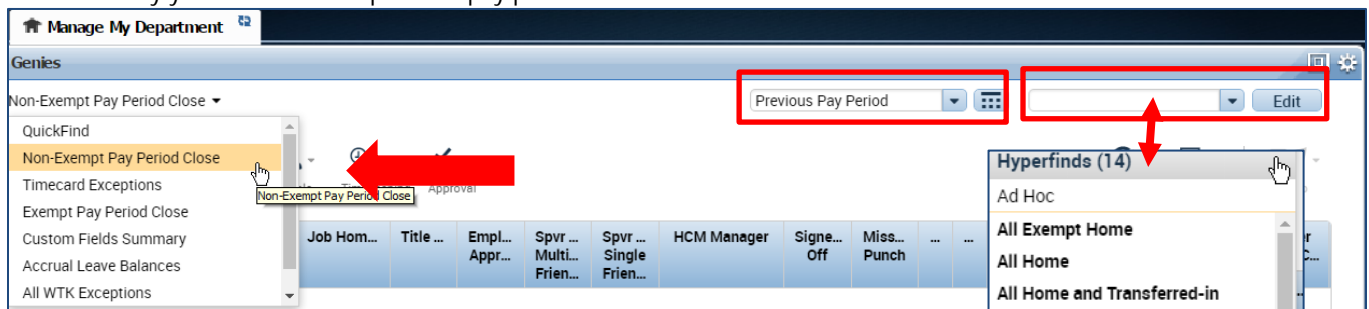 Manage My Department
Genies
Non-Exempt Pay Period Close
Previous Pay Period
Edit
QuickFind
Non-Exempt Pay Period Close
Timecard Exceptions
Exempt Pay Period Close
Custom Fields Summary
Accrual Leave Balances
All WTK Exceptions
Non-Exempt Pay Period Close
Approval
Hyperfinds (14)
Ad Hoc
All Exempt Home
All Home
All Home and Transferred-in
Job Hom... Title ... Empl... Spvr ... Spvr ... HCM Manager Signe... Miss... ... ...
Appr... Multi... Single Off Punch
Frien... Frien...